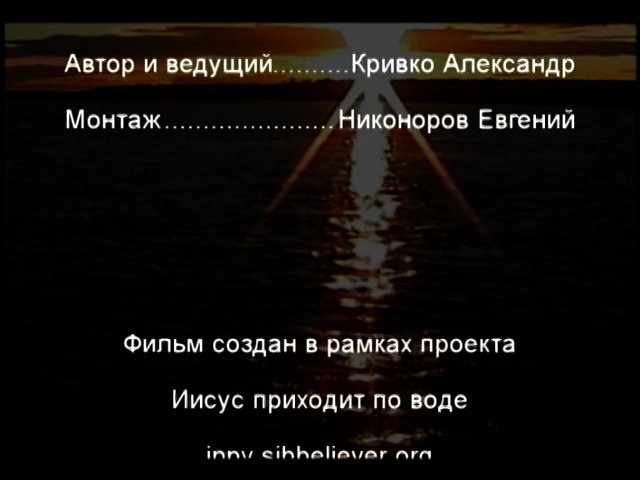 Автор и ведущий..........Кривко Александр
Монтаж......................Никоноров Евгений
Фильм создан в рамках проекта
Иисус приходит по воде
ippv.sibbeliever.org